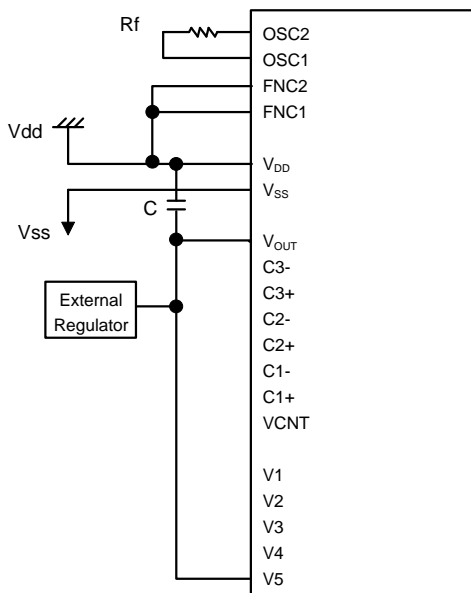 Rf
OSC2
OSC1
FNC2
FNC1
Vdd
VDD
VSS
C
Vss
VOUT
C3-
C3+
External
Regulator
C2-
C2+
C1-
C1+
VCNT
V1
V2
V3
V4
V5